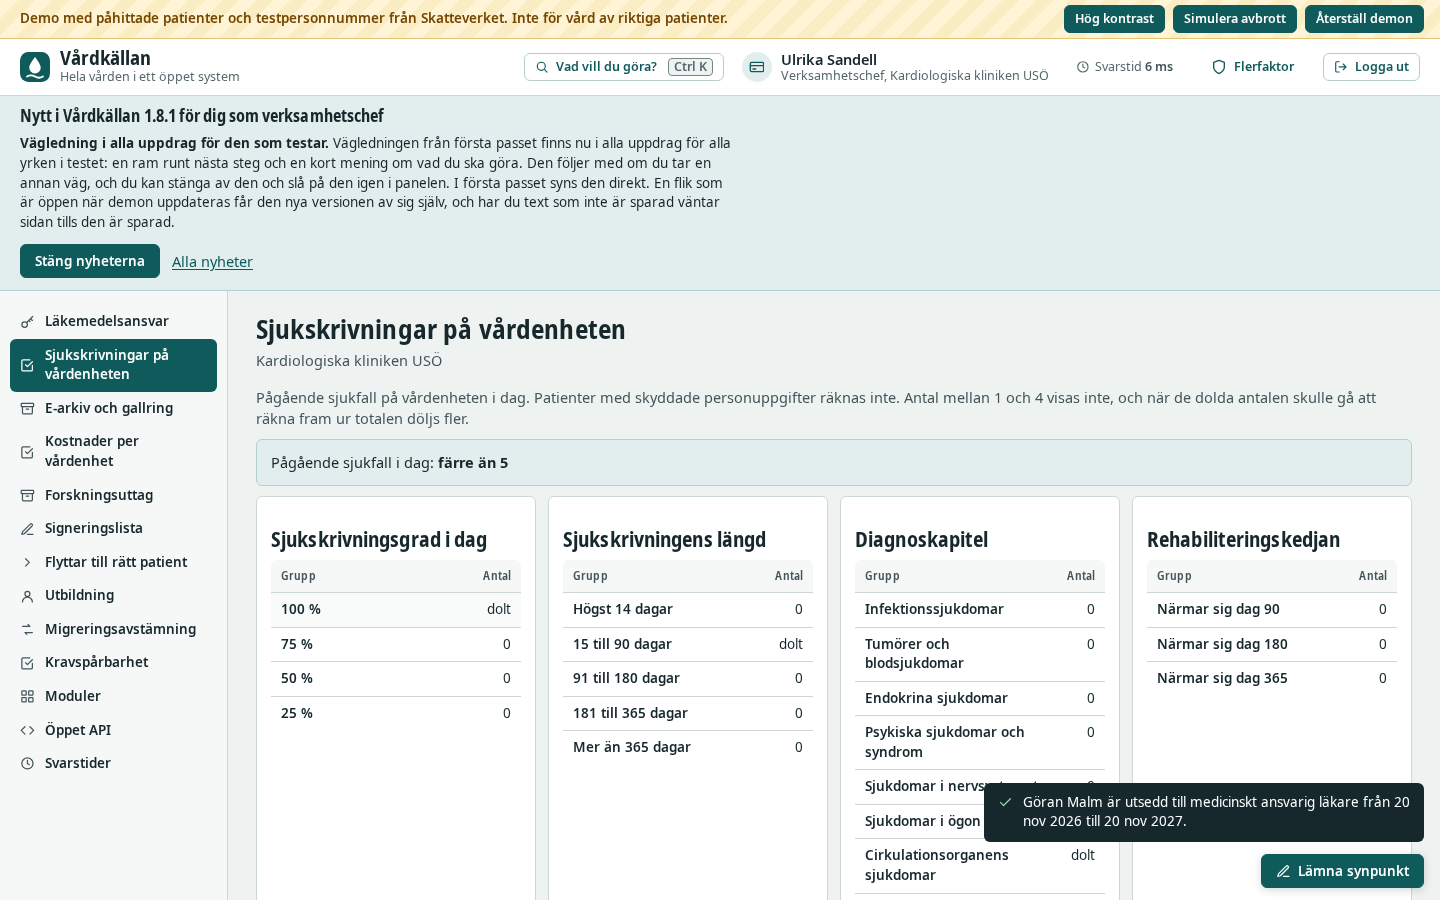 Demo med påhittade patienter och testpersonnummer från Skatteverket. Inte för vård av riktiga patienter.
Hög kontrast
Simulera avbrott
Återställ demon
Vårdkällan
Hela vården i ett öppet system
Vad vill du göra? Ctrl K
Ulrika Sandell
Verksamhetschef, Kardiologiska kliniken USÖ
Svarstid 6 ms
Flerfaktor
Logga ut
Nytt i Vårdkällan 1.8.1 för dig som verksamhetschef
Vägledning i alla uppdrag för den som testar. Vägledningen från första passet finns nu i alla uppdrag för alla
yrken i testet: en ram runt nästa steg och en kort mening om vad du ska göra. Den följer med om du tar en
annan väg, och du kan stänga av den och slå på den igen i panelen. I första passet syns den direkt. En flik som
är öppen när demon uppdateras får den nya versionen av sig själv, och har du text som inte är sparad väntar
sidan tills den är sparad.
Stäng nyheterna
Alla nyheter
Läkemedelsansvar
Sjukskrivningar på
vårdenheten
E-arkiv och gallring
Kostnader per
vårdenhet
Forskningsuttag
Signeringslista
Flyttar till rätt patient
Utbildning
Migreringsavstämning
Kravspårbarhet
Moduler
Öppet API
Svarstider
Sjukskrivningar på vårdenheten
Kardiologiska kliniken USÖ
Pågående sjukfall på vårdenheten i dag. Patienter med skyddade personuppgifter räknas inte. Antal mellan 1 och 4 visas inte, och när de dolda antalen skulle gå att
räkna fram ur totalen döljs fler.
Pågående sjukfall i dag: färre än 5
Sjukskrivningsgrad i dag
Grupp Antal
100 % dolt
75 % 0
50 % 0
25 % 0
Sjukskrivningens längd
Grupp Antal
Högst 14 dagar 0
15 till 90 dagar dolt
91 till 180 dagar 0
181 till 365 dagar 0
Mer än 365 dagar 0
Diagnoskapitel
Grupp Antal
Infektionssjukdomar 0
Tumörer och
blodsjukdomar 0
Endokrina sjukdomar 0
Psykiska sjukdomar och
syndrom 0
Sjukdomar i
Sjukdomar i ögon
Cirkulationsorganens
sjukdomar dolt
Rehabiliteringskedjan
Grupp Antal
Närmar sig dag 90 0
Närmar sig dag 180 0
Närmar sig dag 365 0
Göran Malm är utsedd till medicinskt ansvarig läkare från 20
nov 2026 till 20 nov 2027.
Lämna synpunkt